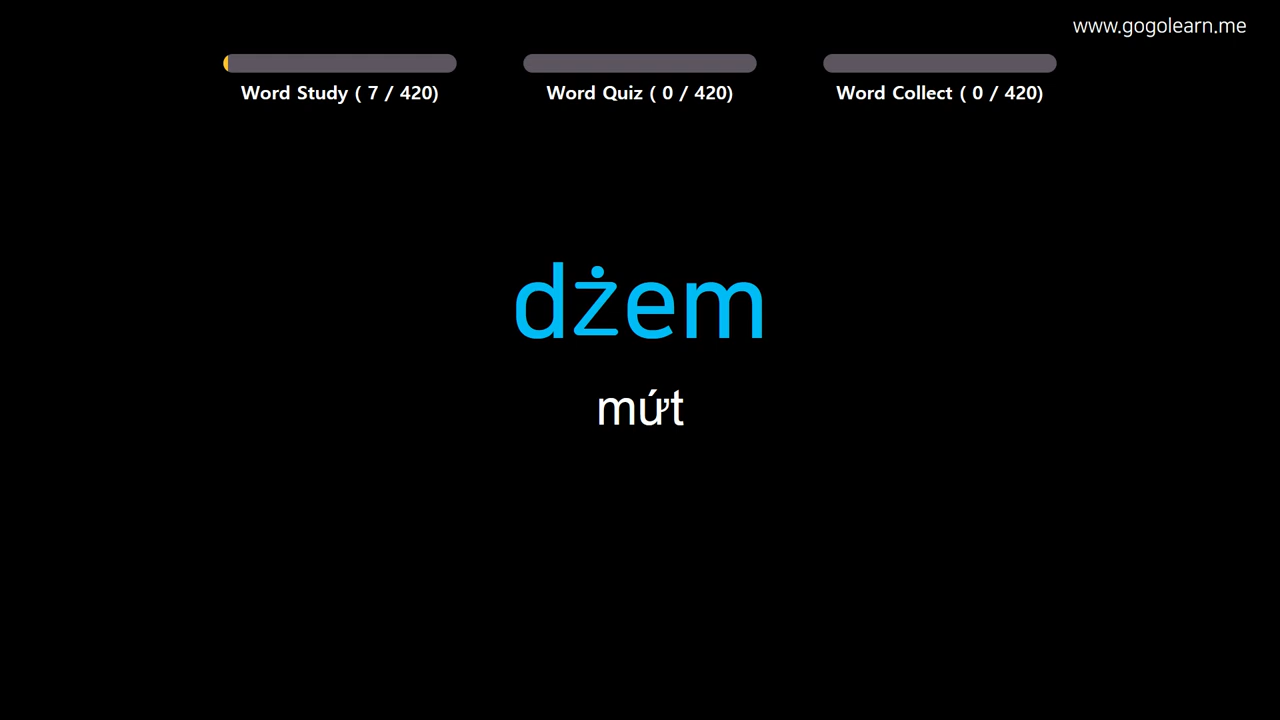 www.gogolearn.me
Word Study ( 7 / 420)
Word Quiz ( 0 / 420)
Word Collect ( 0 / 420)
dżem
mứt